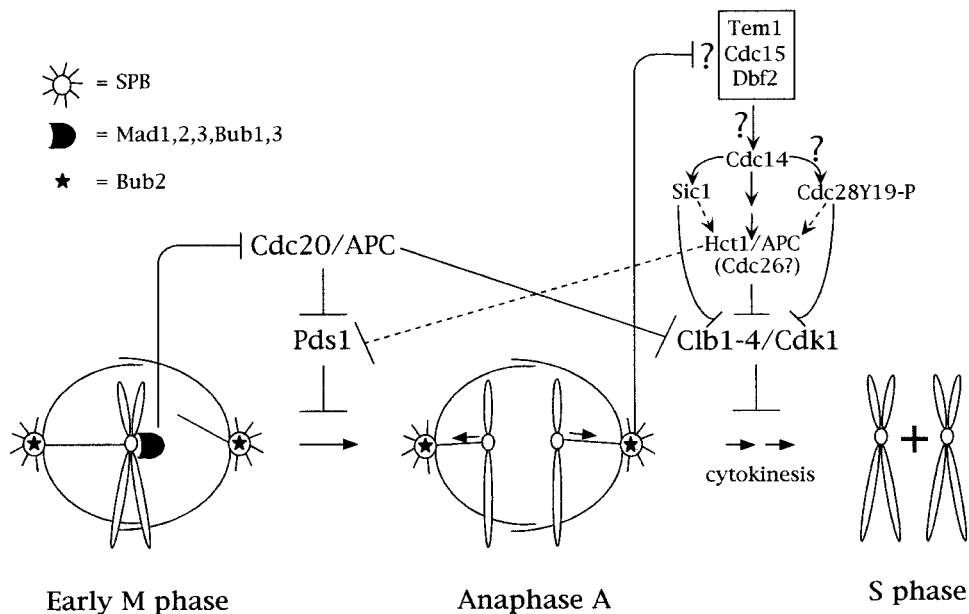 Tem1
Cdc15
Dbf2
?
= SPB
= Mad1,2,3,Bub1,3
= Bub2
?
?
Cdc14
Sic1
Cdc28Y19-P
Cdc20/APC
Hct1/APC
(Cdc26?)
Pds1
Clb1-4/Cdk1
+
cytokinesis
Early M phase
Anaphase A
S phase